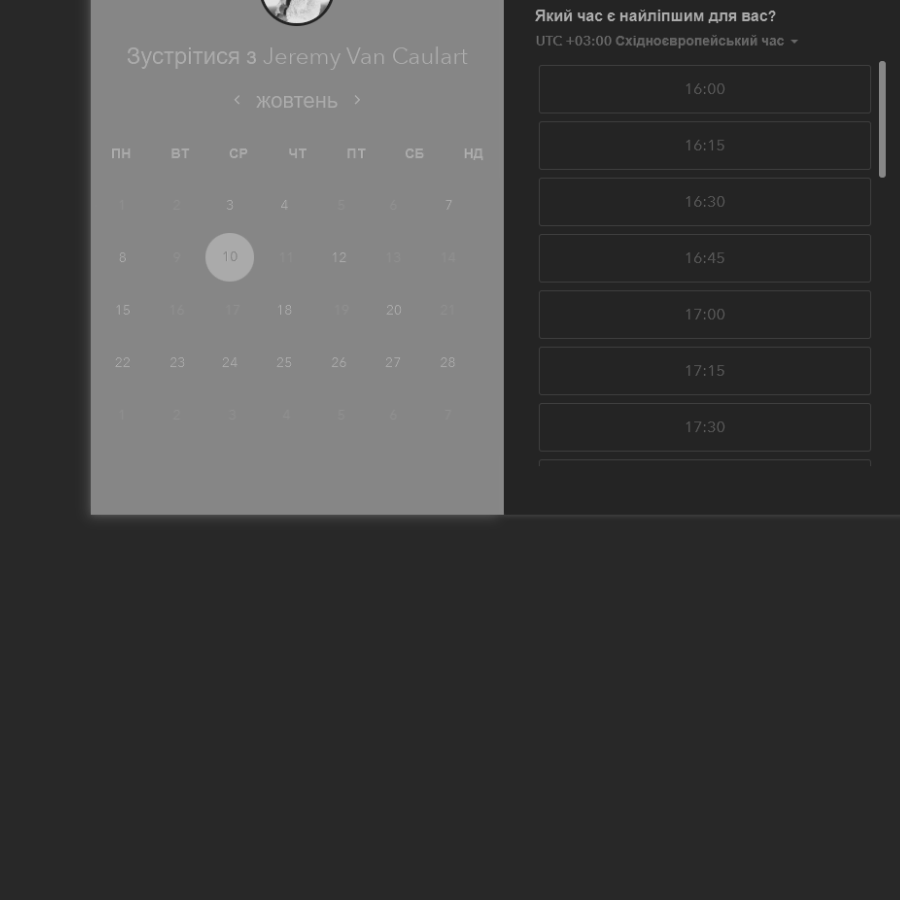 Зустрітися з Jeremy Van Caulart
жовтень
ПН ВТ СР ЧТ ПТ СБ НД
1 2 3 4 5 6 7
8 9 10 11 12 13 14
15 16 17 18 19 20 21
22 23 24 25 26 27 28
1 2 3 4 5 6 7
Який час є найліпшим для вас?
UTC +03:00 Східноєвропейський час
16:00
16:15
16:30
16:45
17:00
17:15
17:30